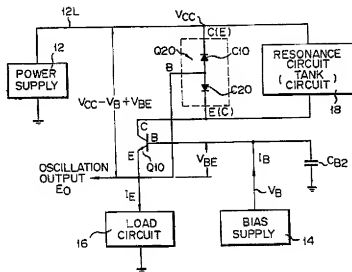 12L
VCC
12
POWER SUPPLY
VCC-VB+VBE
Q20
C(E)
C10
B
C20
E(C)
RESONANCE
CIRCUIT
(TANK
CIRCUIT)
18
C
B
E
Q10
VBE
IB
CB2
OSCILLATION
OUTPUT
EO
IE
VB
LOAD
CIRCUIT
16
BIAS
SUPPLY
14